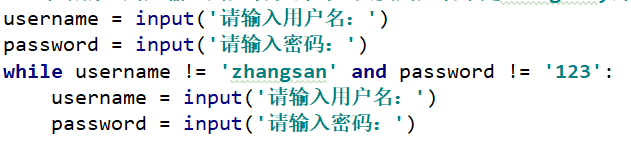 username = input('请输入用户名：')
password = input('请输入密码：')
while username != 'zhangsan' and password != '123':
    username = input('请输入用户名：')
    password = input('请输入密码：')